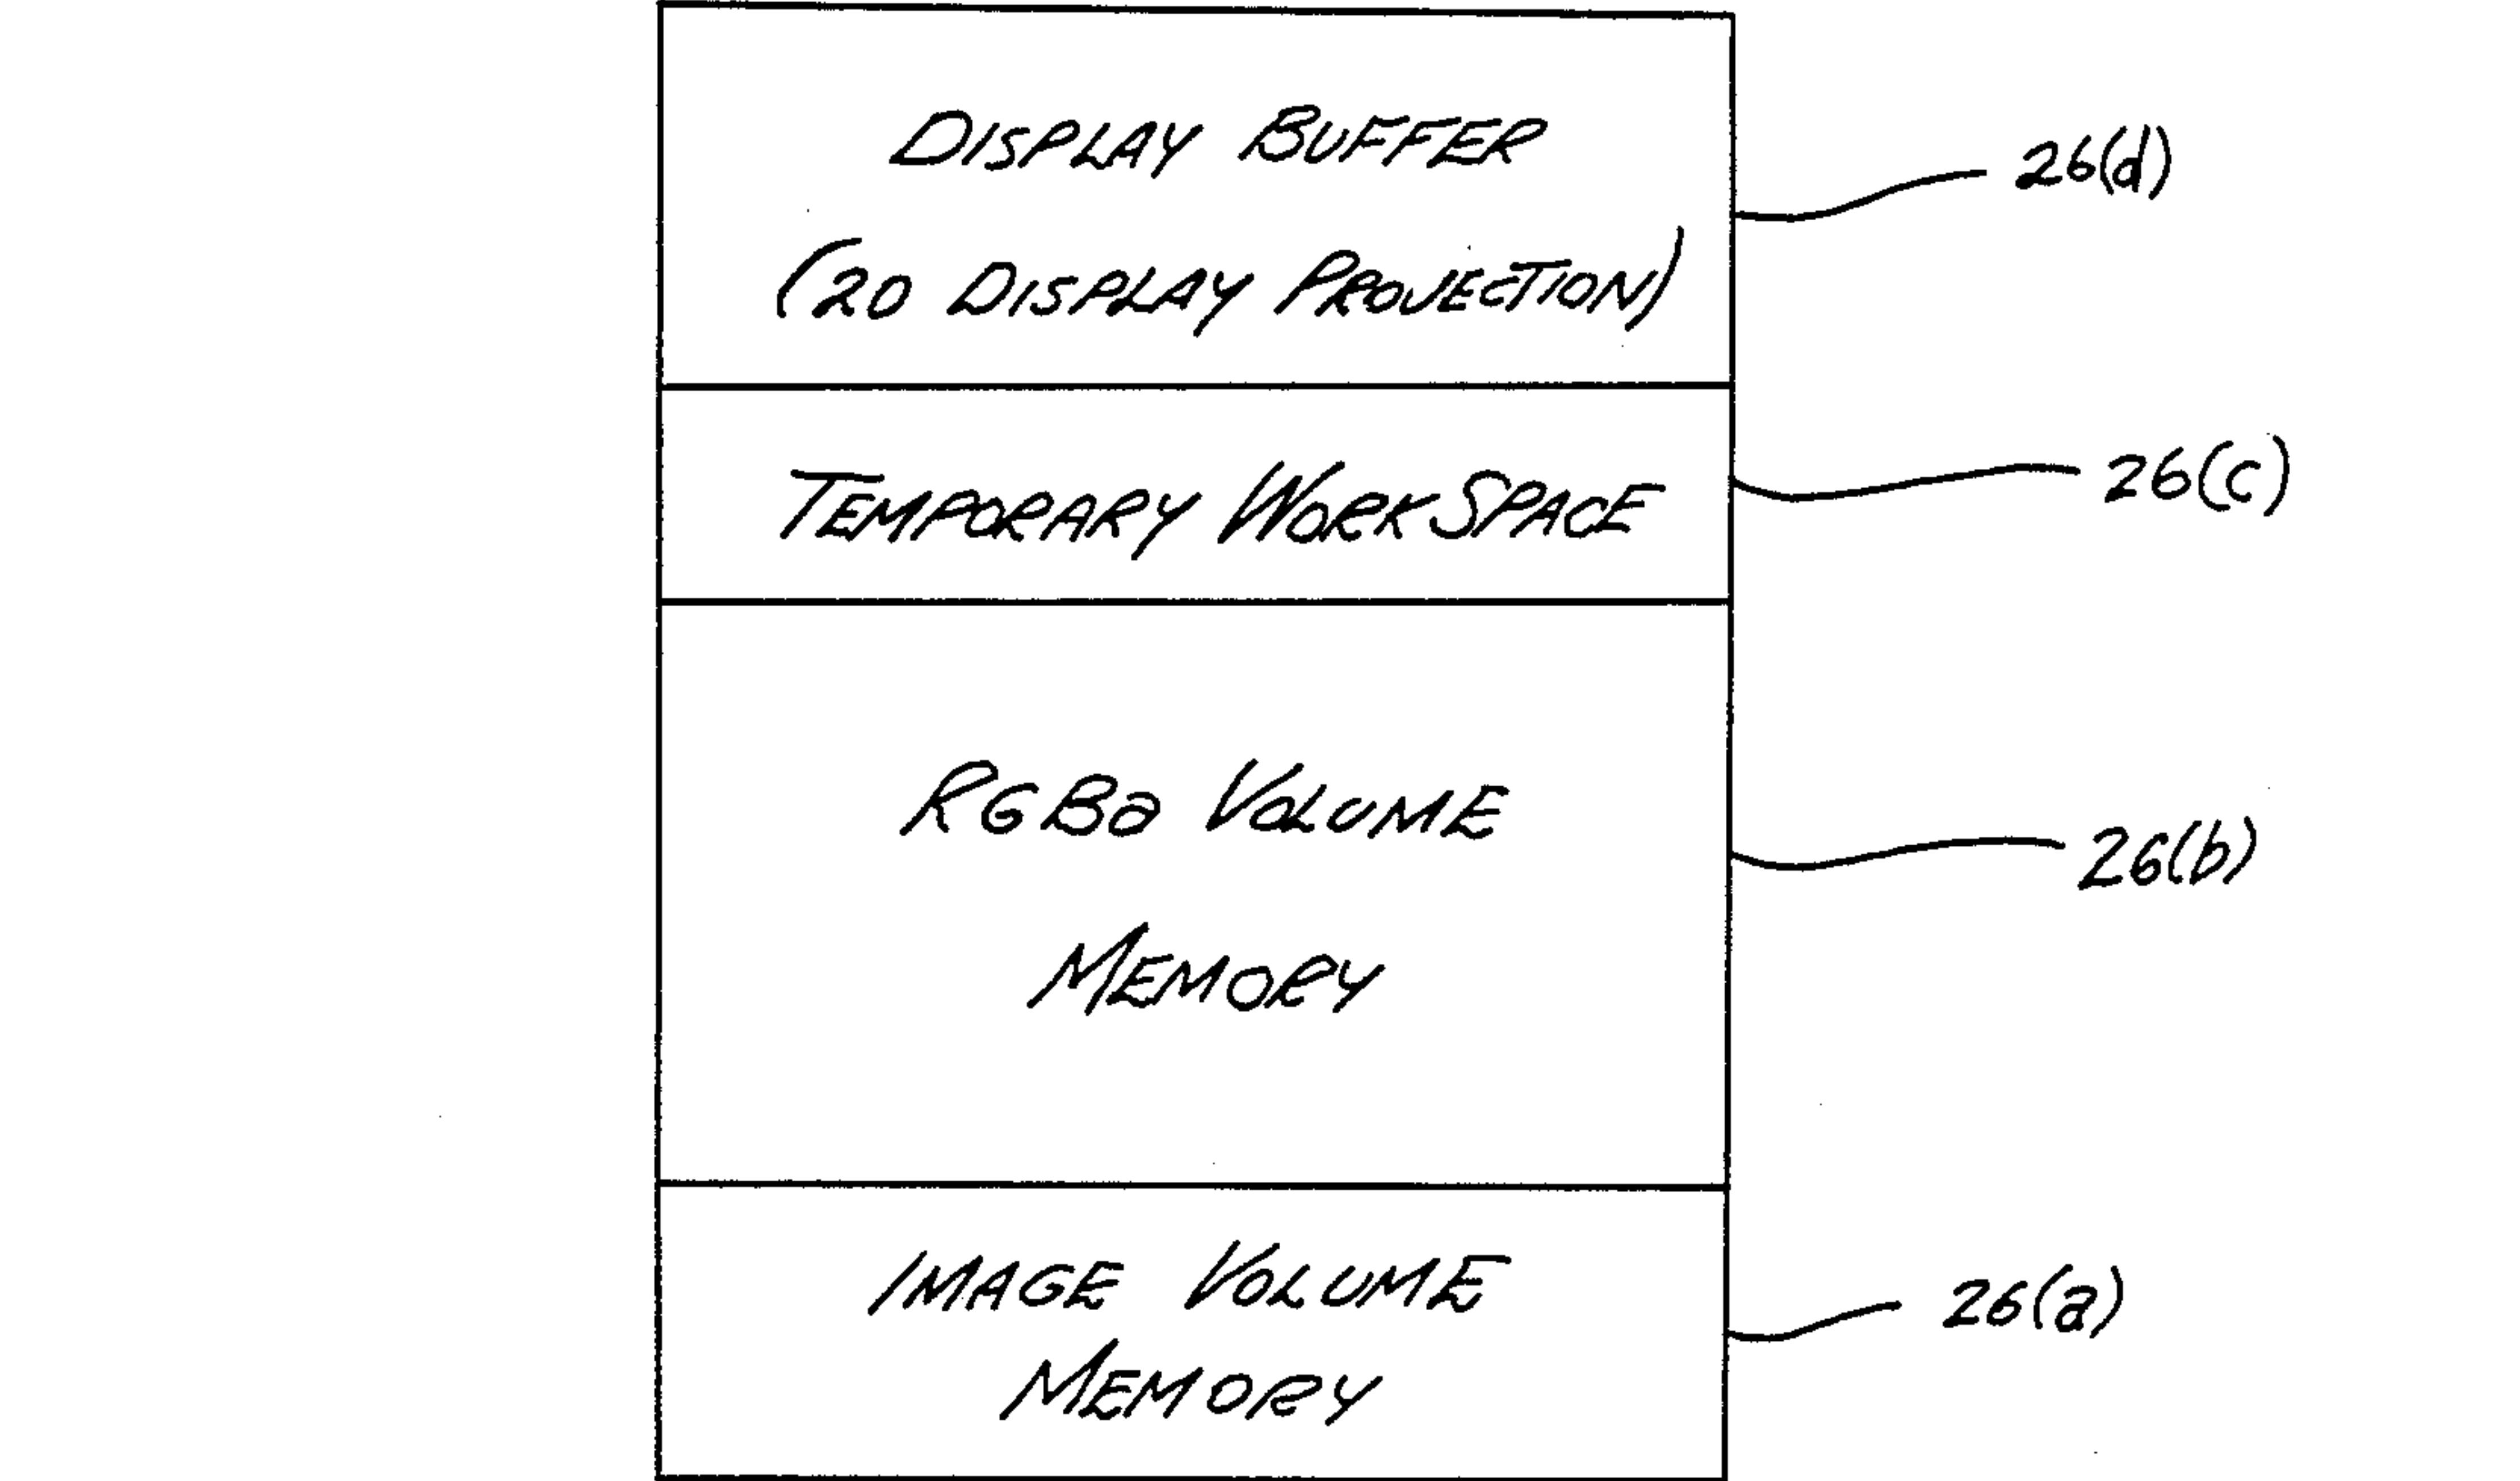 DISPLAY BUFFER
26(d)
(2D DISPLAY PROJECTION)
TEMPORARY WORKSPACE
26(c)
RGBa VOLUME
26(b)
MEMORY
IMAGE VOLUME
26(a)
MEMORY